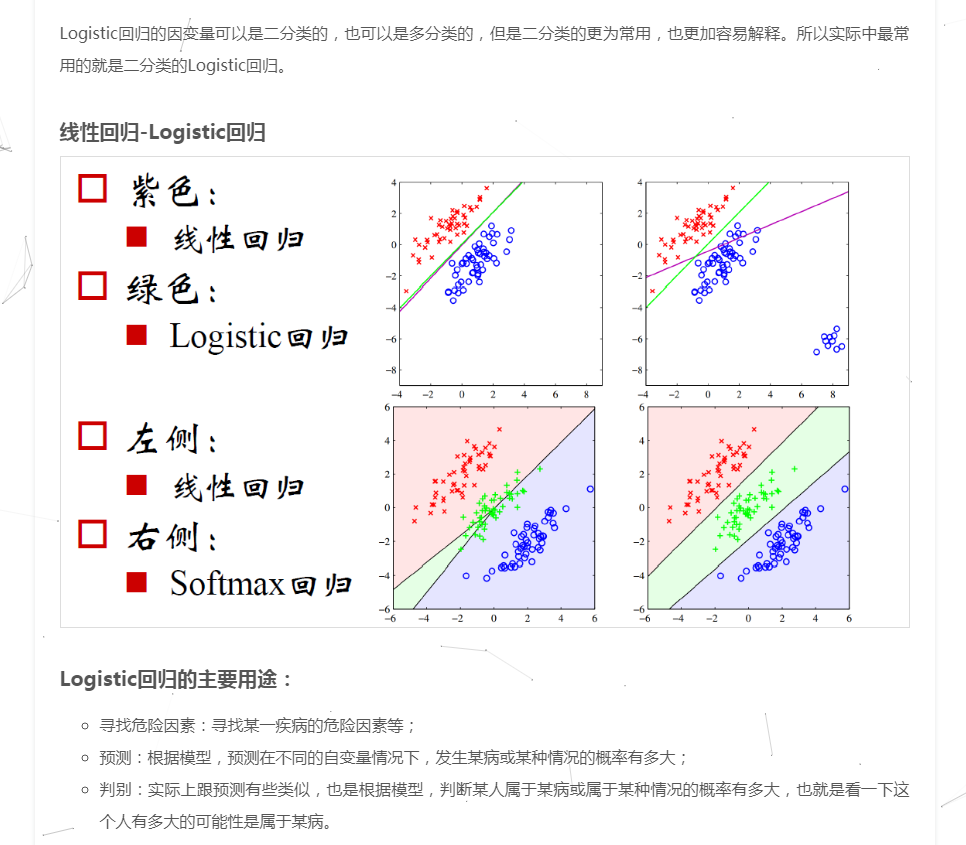 Logistic回归的因变量可以是二分类的，也可以是多分类的，但是二分类的更为常用，也更加容易解释。所以实际中最常
用的就是二分类的Logistic回归。
线性回归-Logistic回归
紫色：
线性回归
绿色：
Logistic回归
左侧：
线性回归
右侧：
Softmax回归
4
2
0
−2
−4
−6
−8
−4 −2 0 2 4 6 8
4
2
0
−2
−4
−6
−8
−4 −2 0 2 4 6 8
6
4
2
0
−2
−4
−6
−6 −4 −2 0 2 4 6
6
4
2
0
−2
−4
−6
−6 −4 −2 0 2 4 6
Logistic回归的主要用途：
寻找危险因素：寻找某一疾病的危险因素等；
预测：根据模型，预测在不同的自变量情况下，发生某病或某种情况的概率有多大；
判别：实际上跟预测有些类似，也是根据模型，判断某人属于某病或属于某种情况的概率有多大，也就是看一下这
个人有多大的可能性是属于某病。